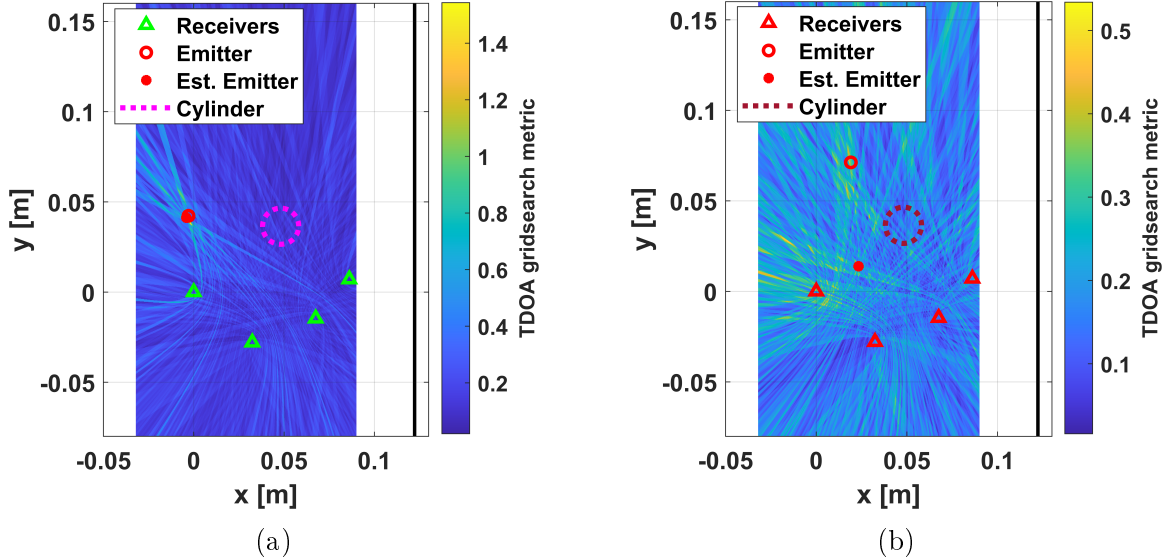 Receivers
Emitter
Est. Emitter
Cylinder
0.15
0.1
0.05
0
-0.05
y [m]
-0.05
0
0.05
0.1
x [m]
1.4
1.2
1
0.8
0.6
0.4
0.2
TDOA gridsearch metric
(a)
Receivers
Emitter
Est. Emitter
Cylinder
0.15
0.1
0.05
0
-0.05
y [m]
-0.05
0
0.05
0.1
x [m]
0.5
0.4
0.3
0.2
0.1
TDOA gridsearch metric
(b)